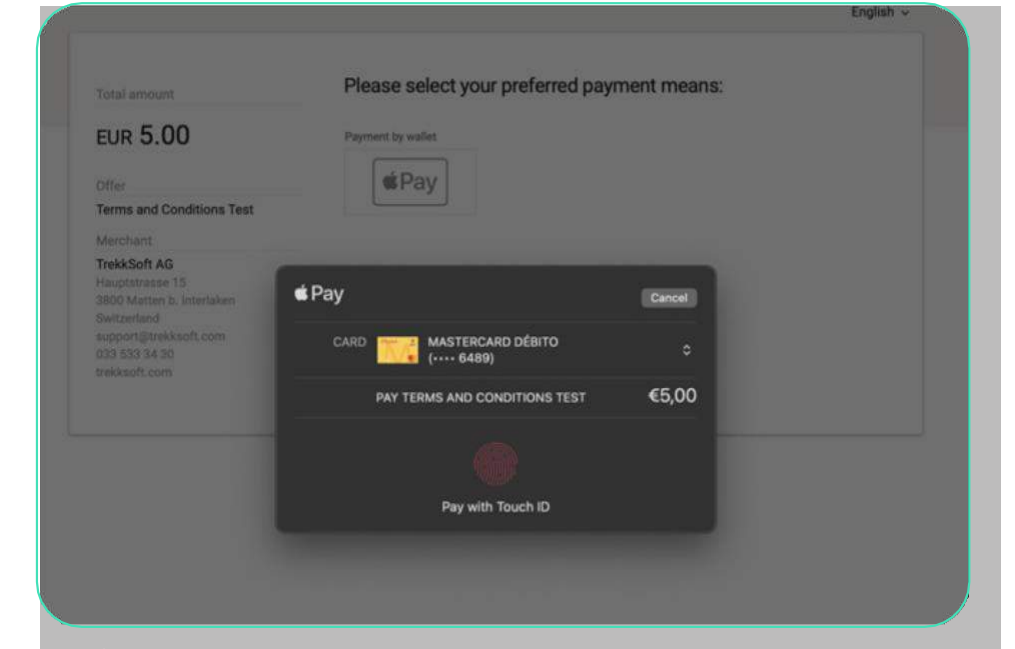 English
Total amount
EUR 5.00
Offer
Terms and Conditions Test
Merchant
TrekkSoft AG
Hauptstrasse 15
3800 Matten b. Interlaken
Switzerland
support@trekksoft.com
033 533 34 30
trekksoft.com
Please select your preferred payment means:
Payment by wallet
Pay
Pay
Cancel
CARD
MASTERCARD DÉBITO
(···· 6489)
PAY TERMS AND CONDITIONS TEST
€5,00
Pay with Touch ID